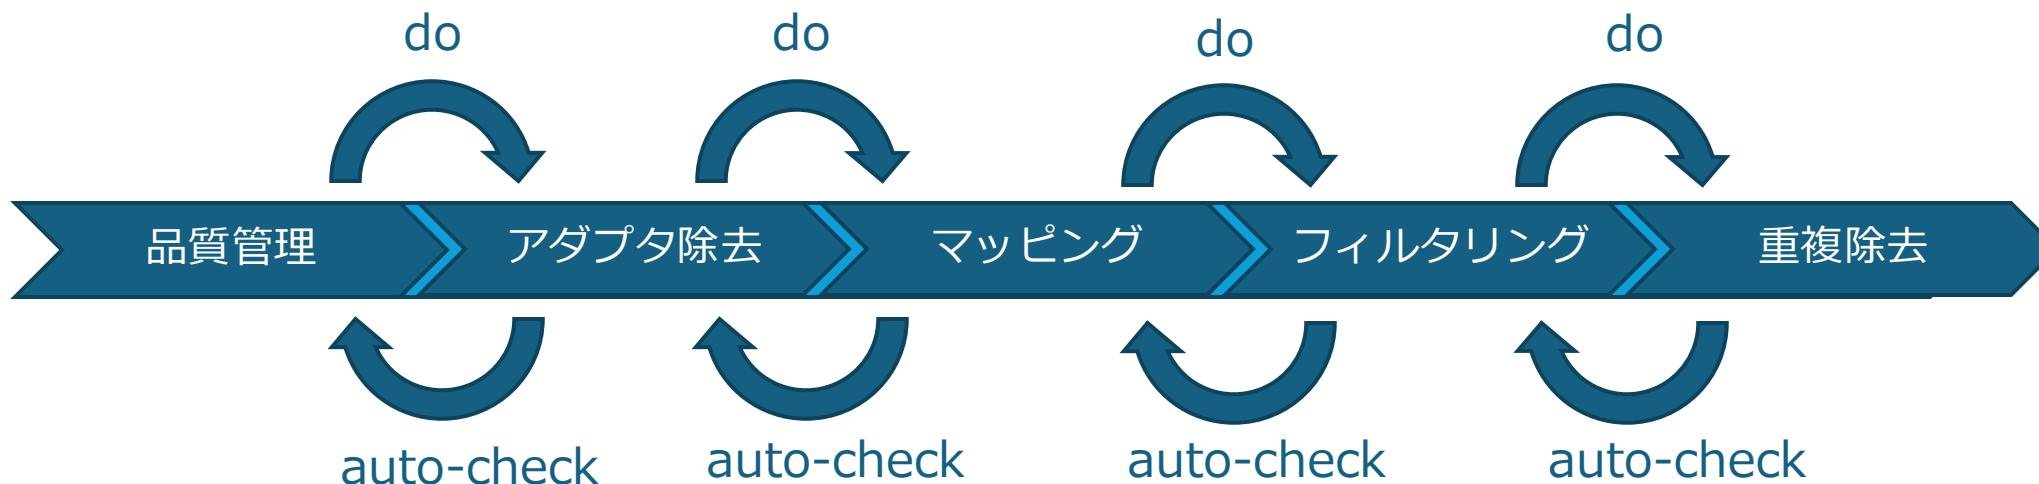 do
do
do
do
品質管理
アダプタ除去
マッピング
フィルタリング
重複除去
auto-check
auto-check
auto-check
auto-check